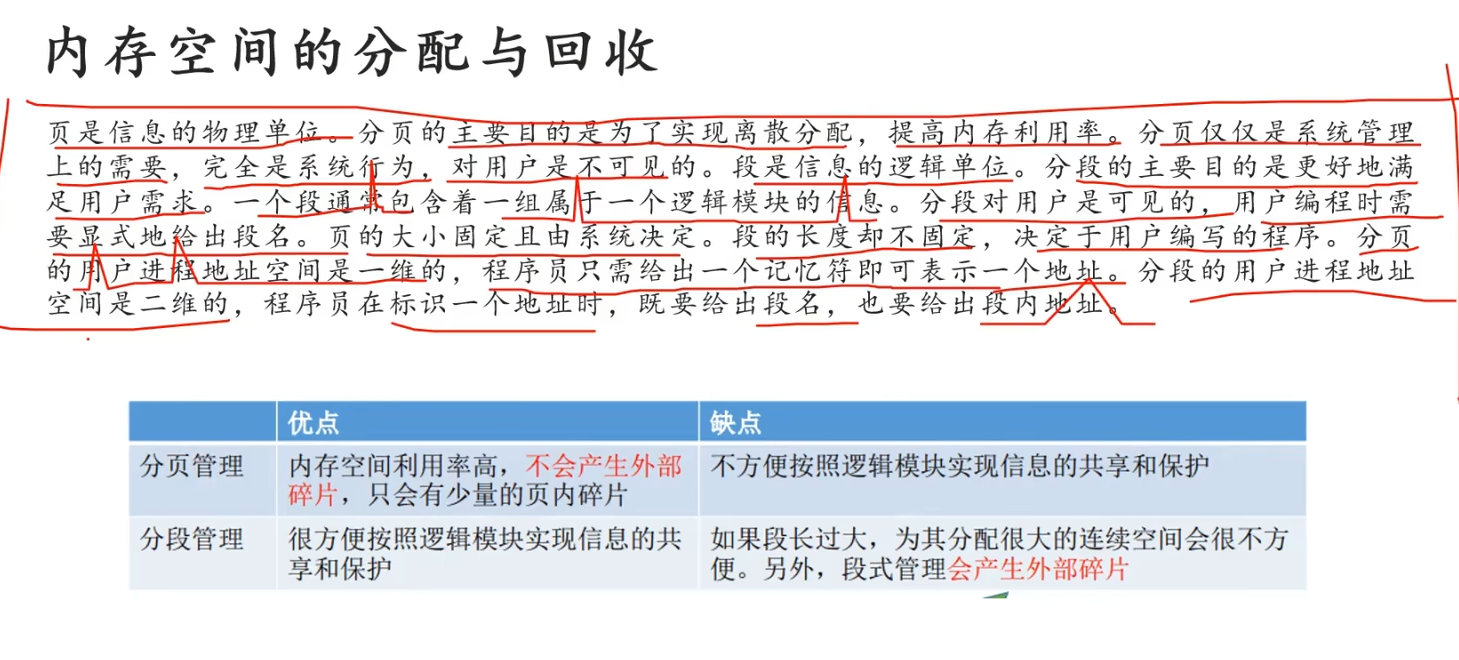 内存空间的分配与回收
页是信息的物理单位。分页的主要目的是为了实现离散分配，提高内存利用率。分页仅仅是系统管理
上的需要，完全是系统行为，对用户是不可见的。段是信息的逻辑单位。分段的主要目的是更好地满
足用户需求。一个段通常包含着一组属于一个逻辑模块的信息。分段对用户是可见的，用户编程时需
要显式地给出段名。页的大小固定且由系统决定。段的长度却不固定，决定于用户编写的程序。分页
的用户进程地址空间是一维的，程序员只需给出一个记忆符即可表示一个地址。分段的用户进程地址
空间是二维的，程序员在标识一个地址时，既要给出段名，也要给出段内地址。
优点 缺点
分页管理 内存空间利用率高，不会产生外部 不方便按照逻辑模块实现信息的共享和保护
碎片，只会有少量的页内碎片
分段管理 很方便按照逻辑模块实现信息的共 如果段长过大，为其分配很大的连续空间会很不方
享和保护 便。另外，段式管理会产生外部碎片